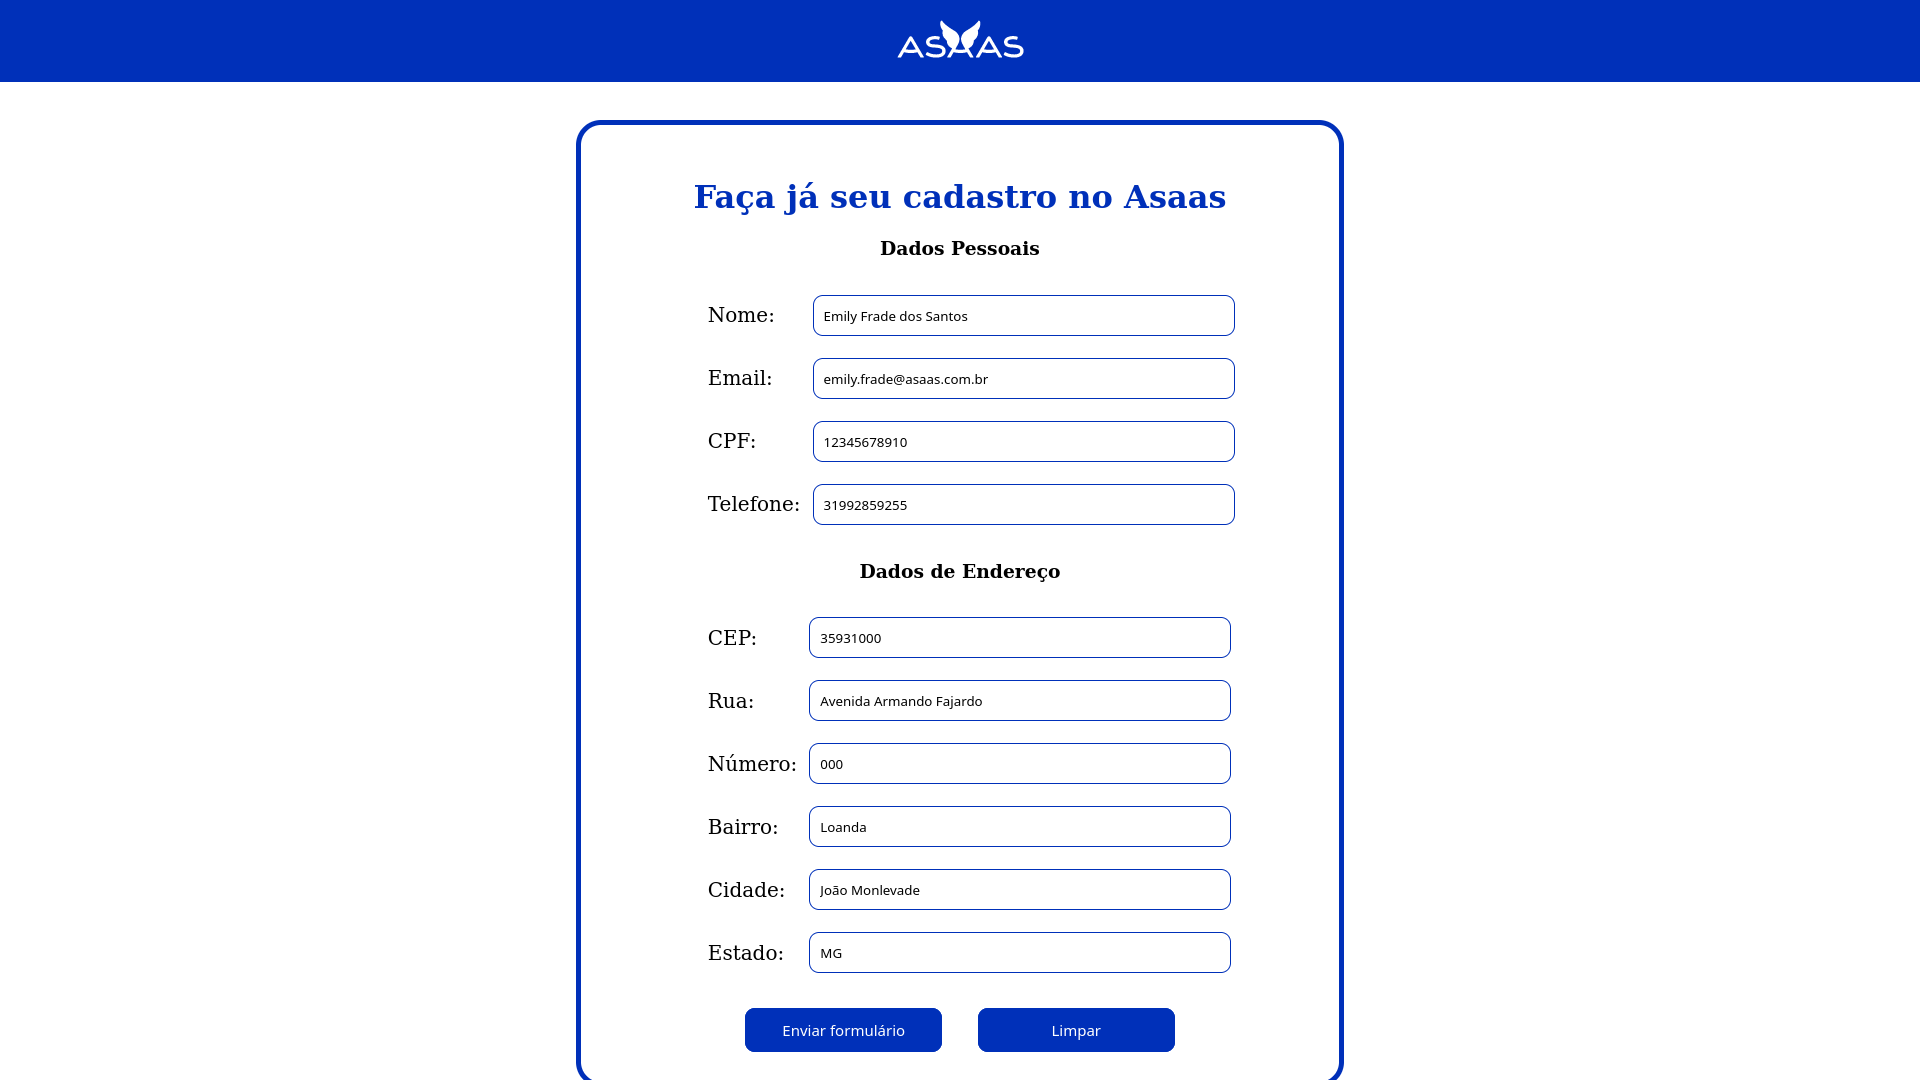 ASAAS
Faça já seu cadastro no Asaas
Dados Pessoais
Nome: Emily Frade dos Santos
Email: emily.frade@asaas.com.br
CPF: 12345678910
Telefone: 31992859255
Dados de Endereço
CEP: 35931000
Rua: Avenida Armando Fajardo
Número: 000
Bairro: Loanda
Cidade: João Monlevade
Estado: MG
Enviar formulário Limpar